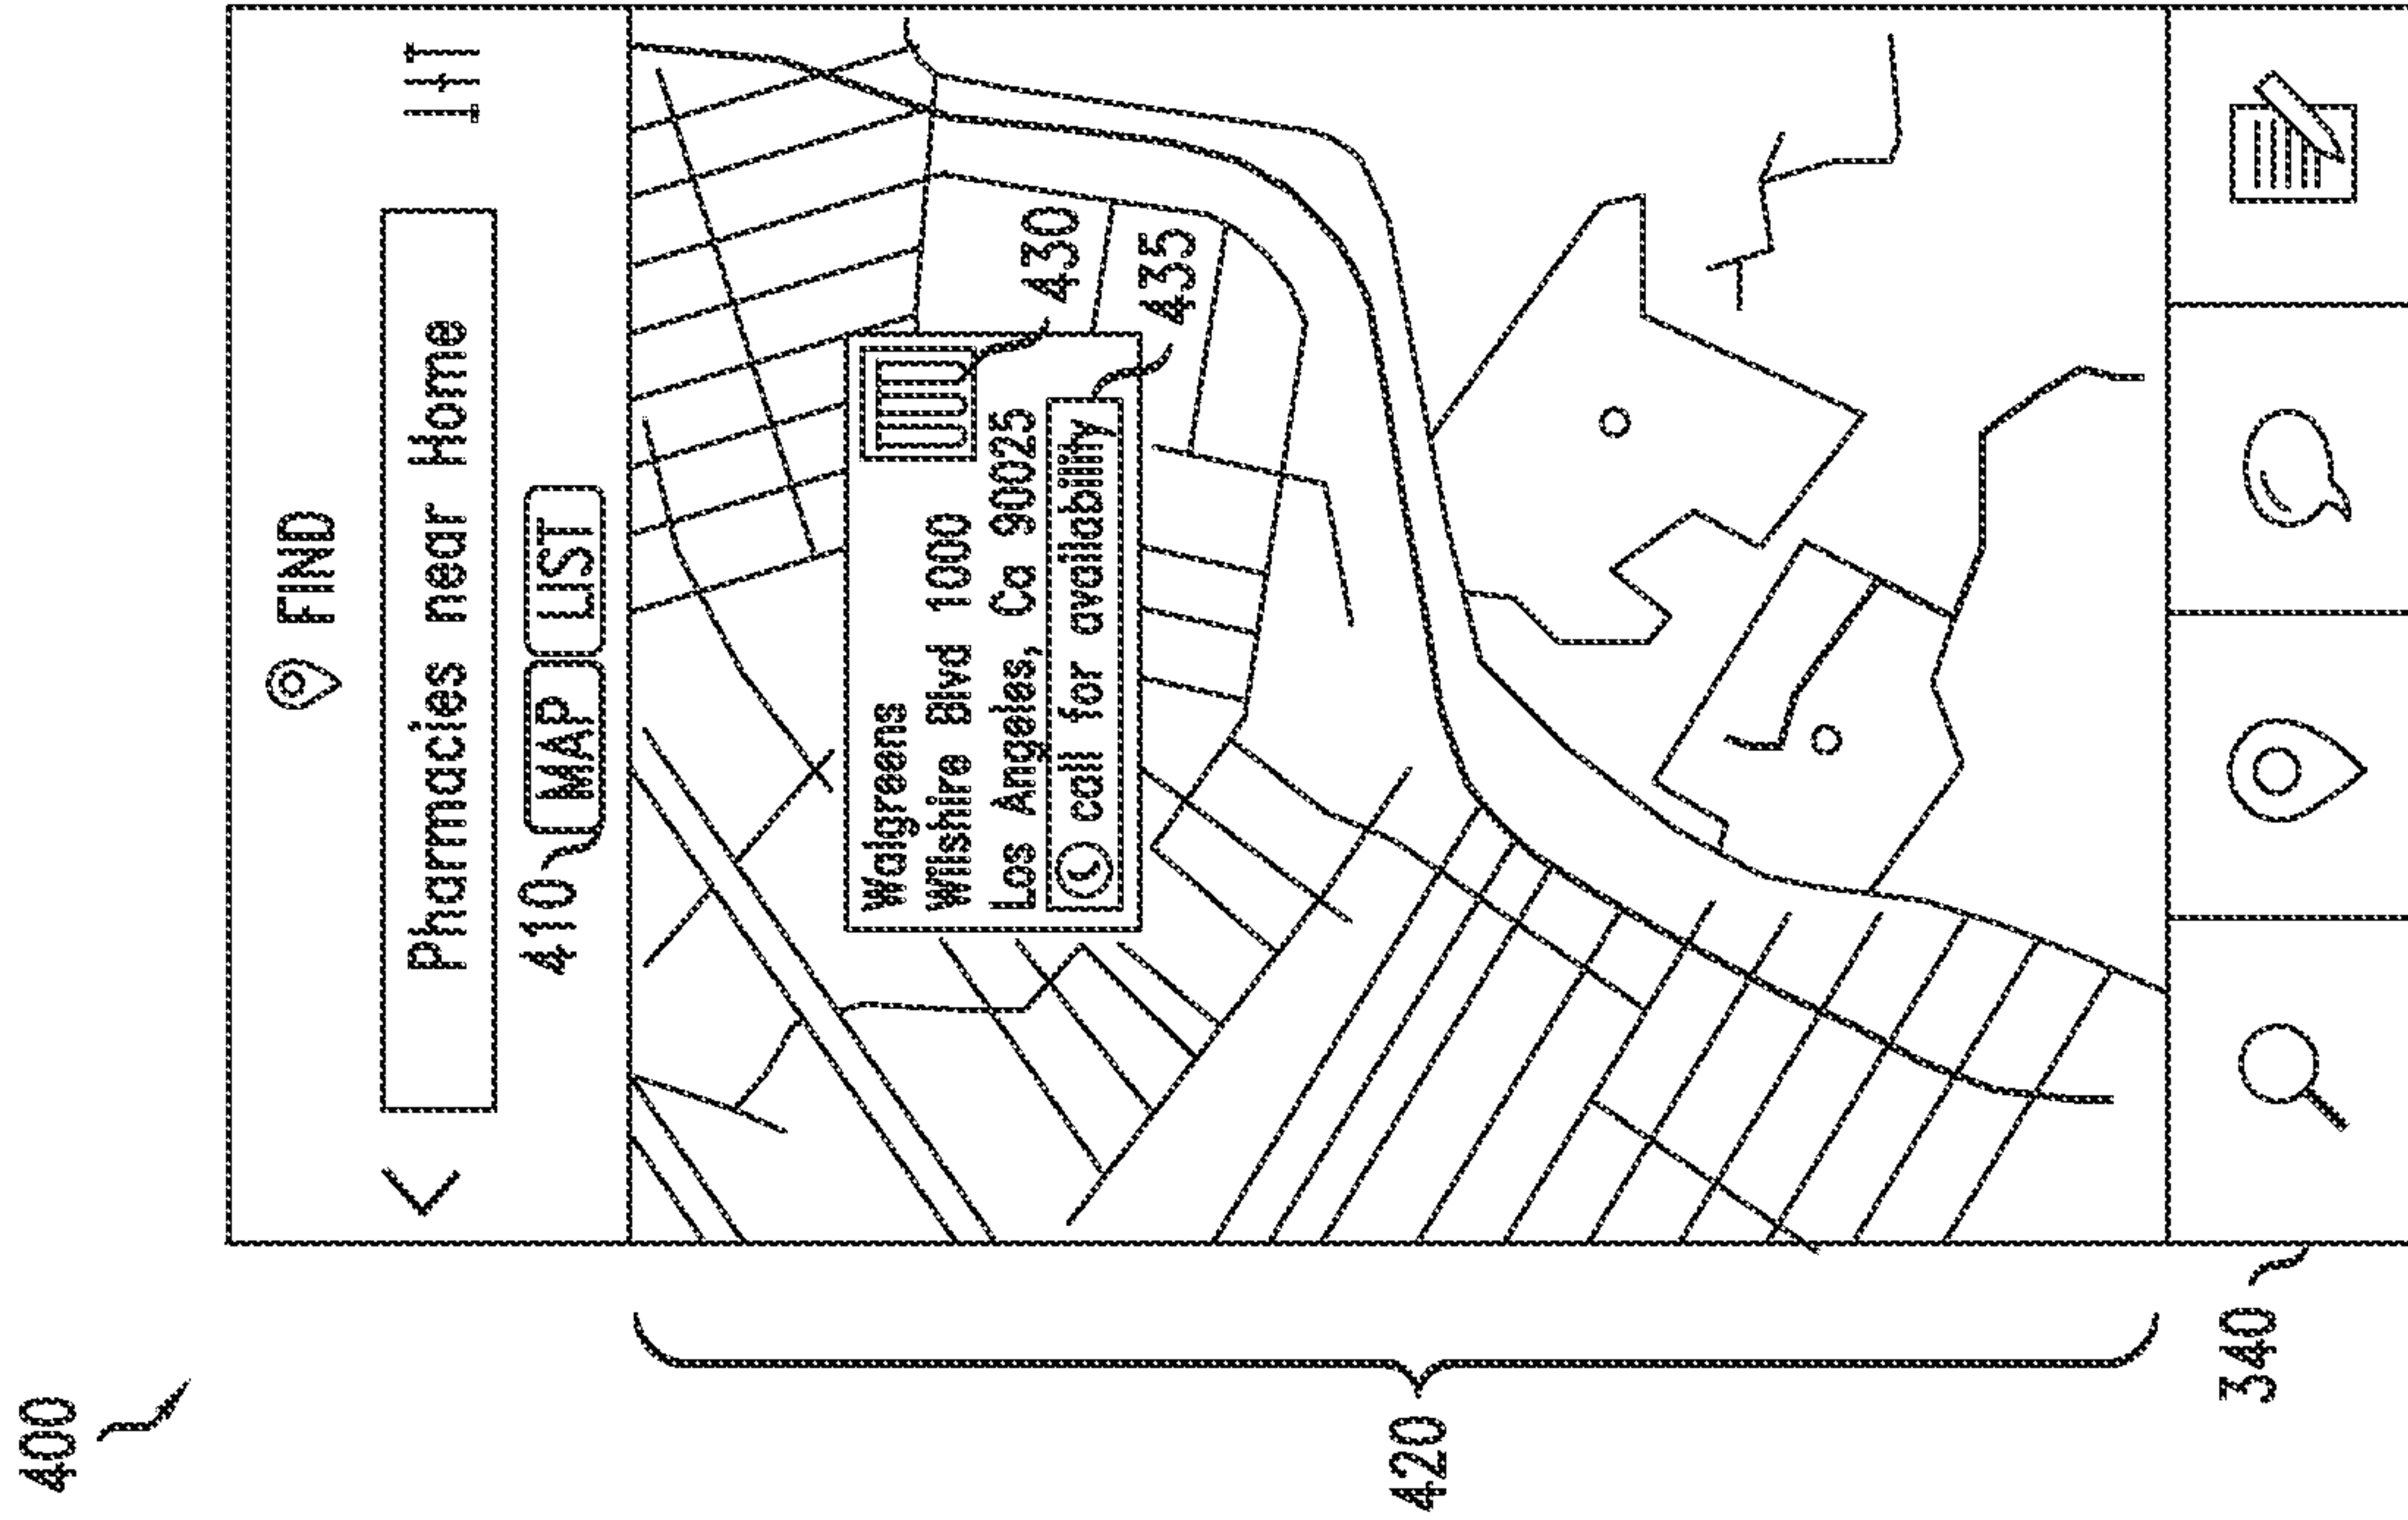 400
FIND
Pharmacies near Home
410 MAP LIST
Walgreens
Wilshire Blvd 1000
Los Angeles, Ca 90025
call for availability
430
435
420
340